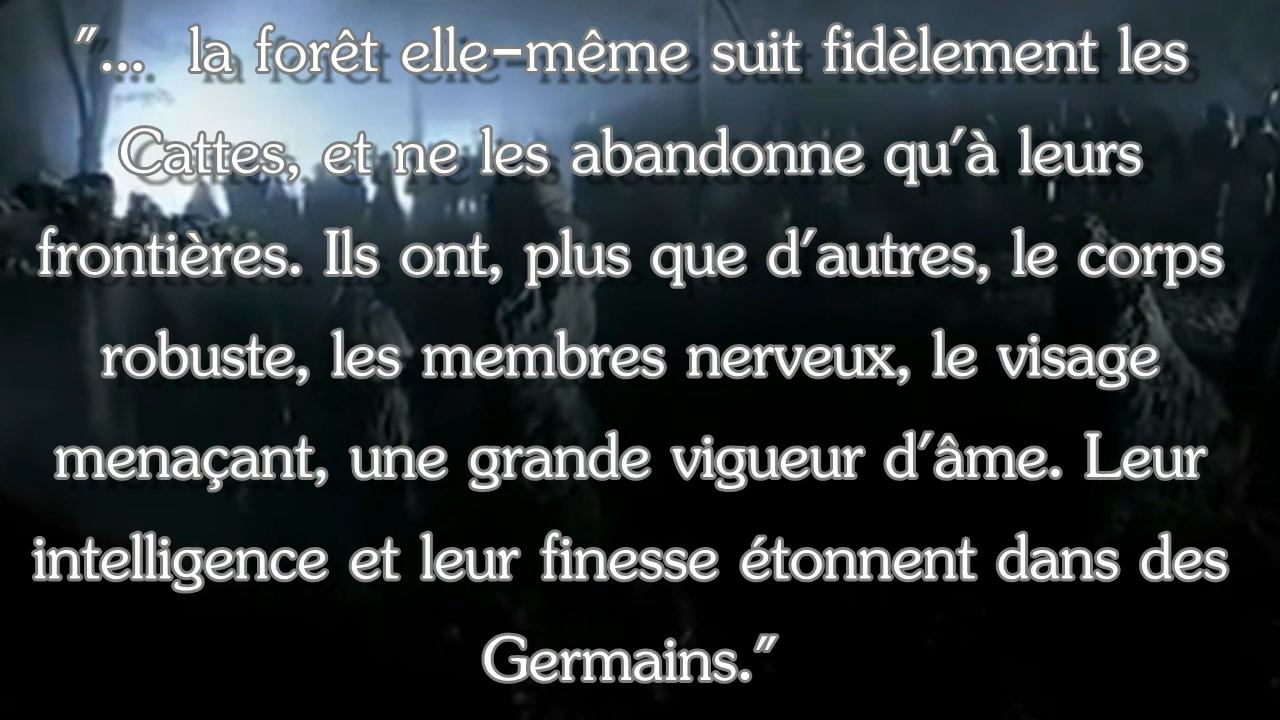 "... la forêt elle-même suit fidèlement les
Cattes, et ne les abandonne qu'à leurs
frontières. Ils ont, plus que d'autres, le corps
robuste, les membres nerveux, le visage
menaçant, une grande vigueur d'âme. Leur
intelligence et leur finesse étonnent dans des
Germains."